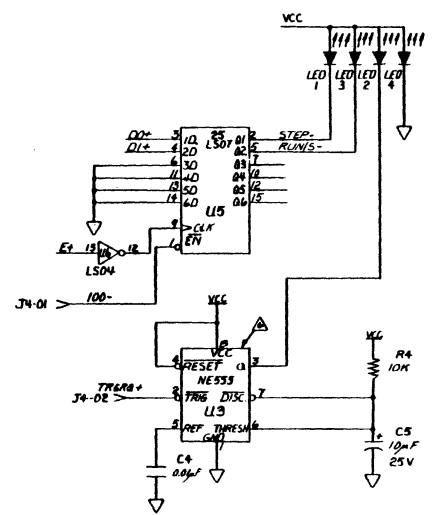 VCC
LED 1
LED 3
LED 2
LED 4
25
LS07
D0+ 3 1D Q1 2 STEP-
D1+ 4 2D Q2 5 RUN/S-
6 3D Q3 7
11 4D Q4 10
13 5D Q5 12
14 6D Q6 15
U5
9 CLK
1 EN
E+ 13 U6 12
LS04
J4-01 100-
VCC
8
VCC
4 RESET 3
NE555
J4-02 TRGRD+ 2 TRIG DISC. 7
U3
5 REF THRESH 6
GND
1
C4
0.01µF
VCC
R4
10K
C5
+
10µF
25V